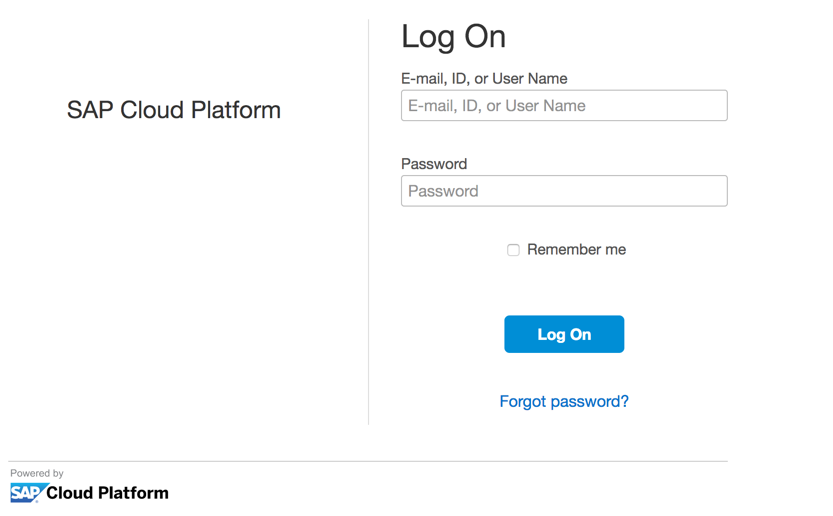 SAP Cloud Platform
Log On
E-mail, ID, or User Name
E-mail, ID, or User Name
Password
Password
Remember me
Log On
Forgot password?
Powered by
SAP Cloud Platform